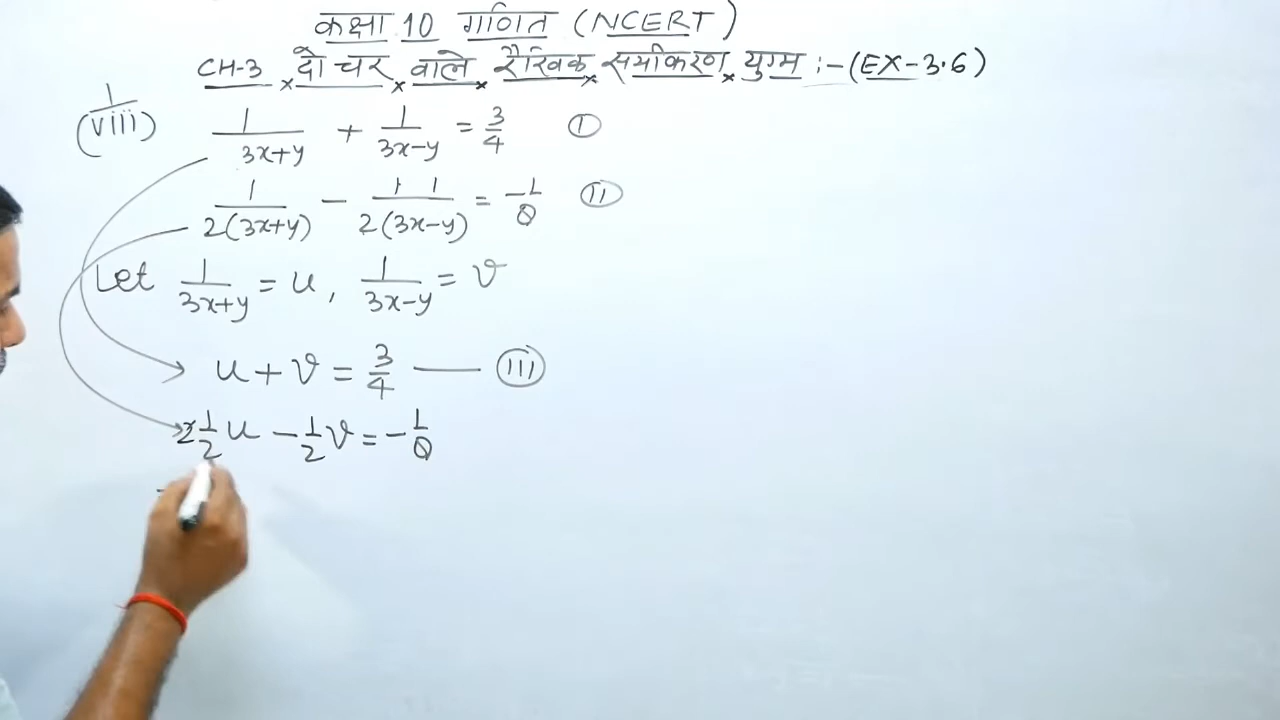 कक्षा 10 गणित (NCERT)
CH-3 दो चर वाले रैखिक समीकरण युग्म :- (EX-3.6)
1/(viii) 1/(3x+y) + 1/(3x-y) = 3/4 (I)
1/(2(3x+y)) - 1 1/(2(3x-y)) = -1/8 (II)
Let 1/(3x+y) = u, 1/(3x-y) = v
u + v = 3/4 —— (III)
2×1/2 u - 1/2 v = -1/8